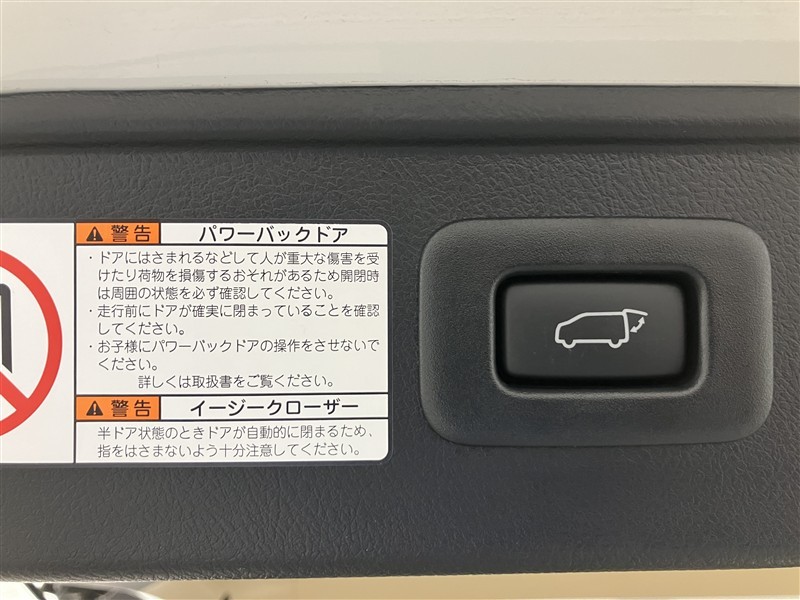 警告 パワーバックドア
・ドアにはさまれるなどして人が重大な傷害を受
けたり荷物を損傷するおそれがあるため開閉時
は周囲の状態を必ず確認してください。
・走行前にドアが確実に閉まっていることを確認
してください。
・お子様にパワーバックドアの操作をさせないで
ください。
詳しくは取扱書をご覧ください。
警告 イージークローザー
半ドア状態のときドアが自動的に閉まるため、
指をはさまないよう十分注意してください。